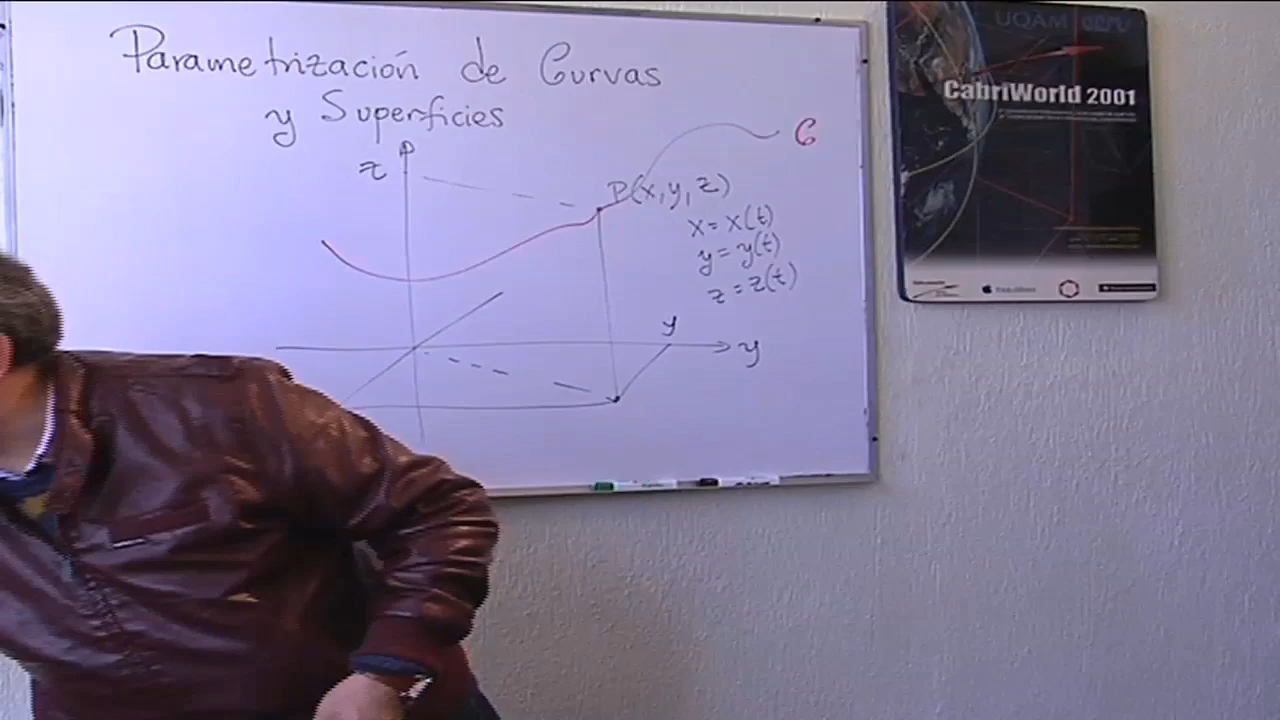 Parametrización de Curvas
y Superficies
z
C
P(x, y, z)
x = x(t)
y = y(t)
z = z(t)
y
y
UQAM
CabriWorld 2001